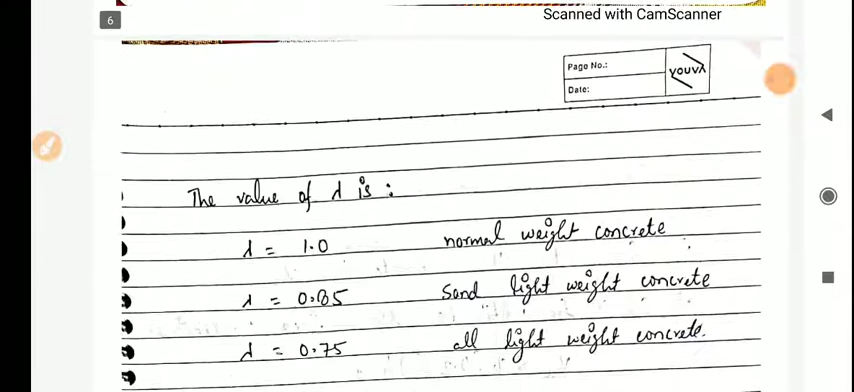 Scanned with CamScanner
6
Page No.:
Date:
YOUVA
The value of λ is :
λ = 1.0 normal weight concrete
λ = 0.85 sand light weight concrete
λ = 0.75 all light weight concrete.